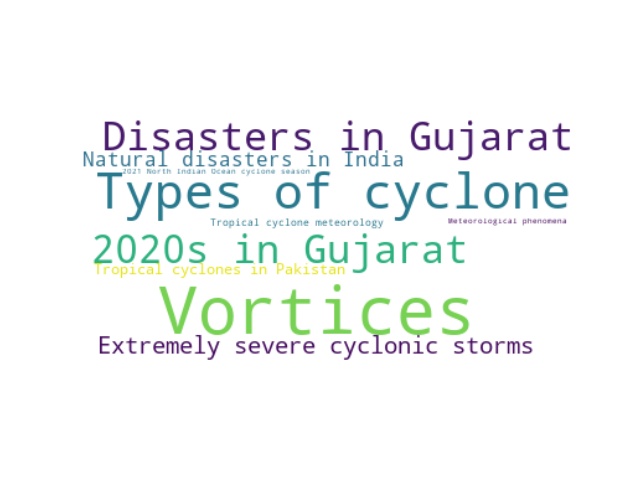 Disasters in Gujarat
Natural disasters in India
2021 North Indian Ocean cyclone season
Types of cyclone
Tropical cyclone meteorology
Meteorological phenomena
2020s in Gujarat
Tropical cyclones in Pakistan
Vortices
Extremely severe cyclonic storms